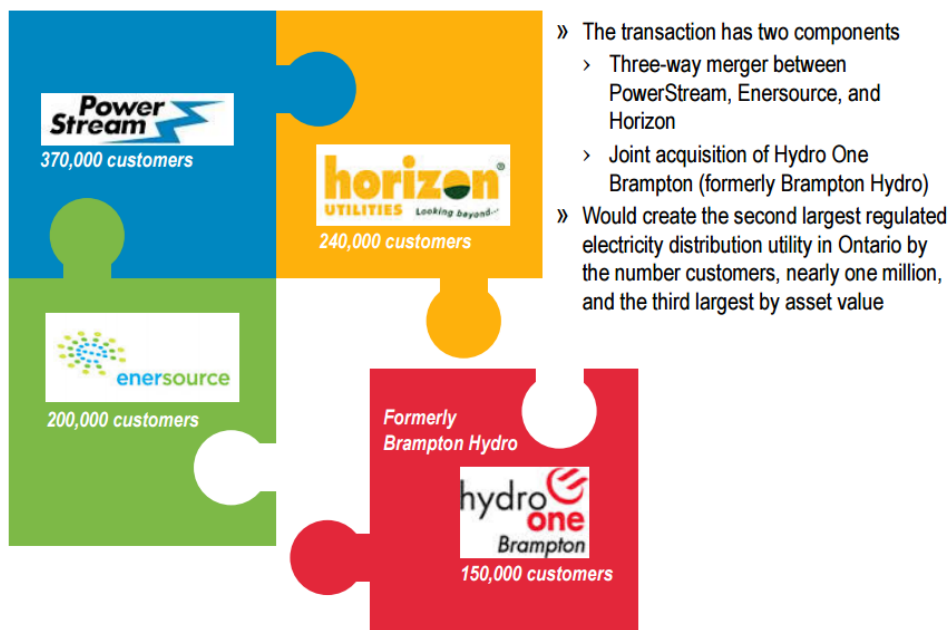 Power
Stream
370,000 customers
horizon®
UTILITIES Looking beyond...
240,000 customers
enersource
200,000 customers
Formerly
Brampton Hydro
hydro
one
Brampton
150,000 customers
» The transaction has two components
› Three-way merger between
PowerStream, Enersource, and
Horizon
› Joint acquisition of Hydro One
Brampton (formerly Brampton Hydro)
» Would create the second largest regulated
electricity distribution utility in Ontario by
the number customers, nearly one million,
and the third largest by asset value